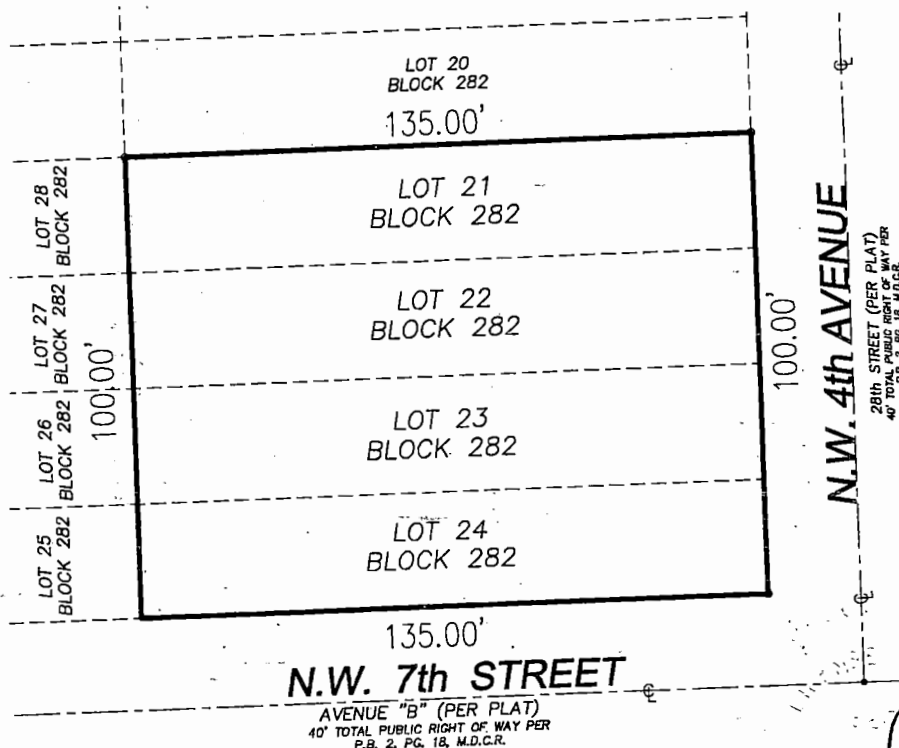 LOT 20
BLOCK 282
135.00'
LOT 28
BLOCK 282
LOT 21
BLOCK 282
LOT 27
BLOCK 282
LOT 22
BLOCK 282
100.00'
100.00'
N.W. 4th AVENUE
28th STREET (PER PLAT)
40' TOTAL PUBLIC RIGHT OF WAY PER
P.B. 2, PG. 18, M.D.C.R.
LOT 26
BLOCK 282
LOT 23
BLOCK 282
LOT 25
BLOCK 282
LOT 24
BLOCK 282
135.00'
N.W. 7th STREET
AVENUE "B" (PER PLAT)
40' TOTAL PUBLIC RIGHT OF WAY PER
P.B. 2, PG. 18, M.D.C.R.